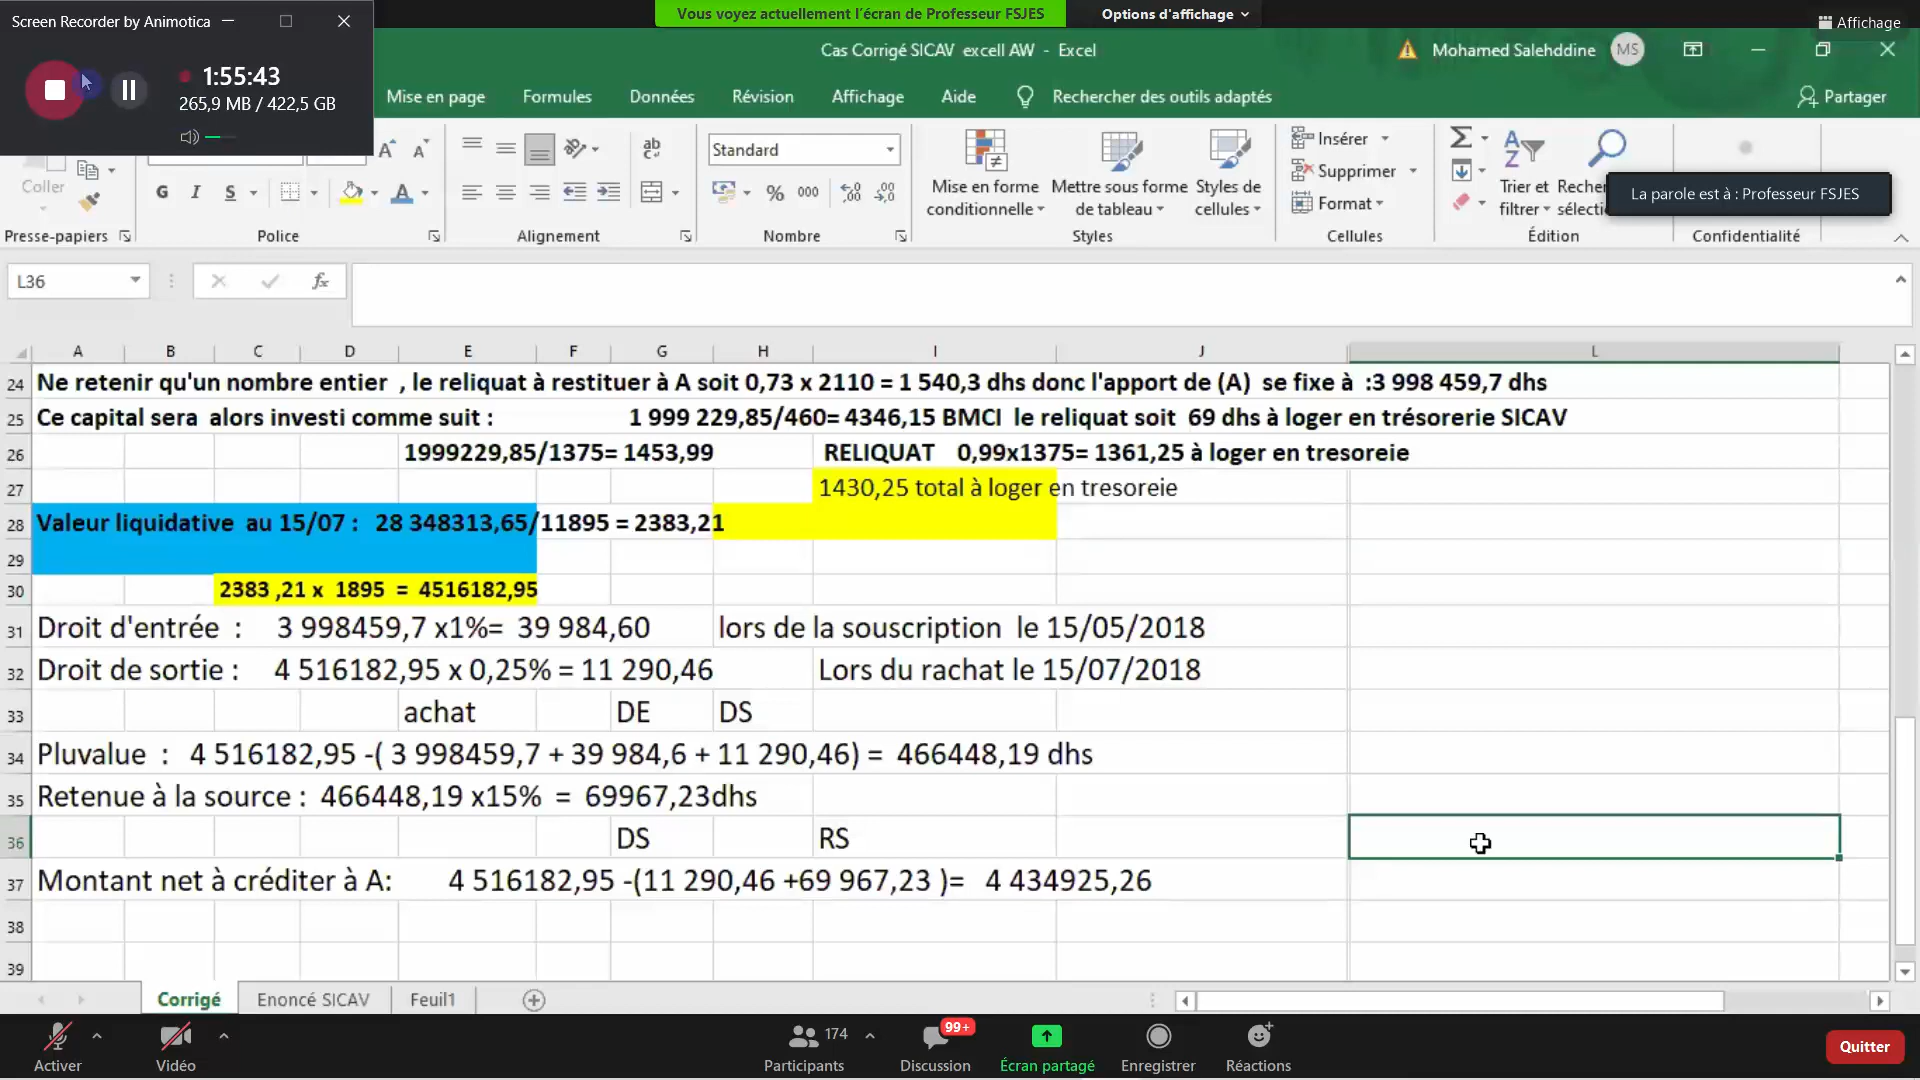 Screen Recorder by Animotica
1:55:43
265,9 MB / 422,5 GB
Vous voyez actuellement l'écran de Professeur FSJES
Options d'affichage
Affichage
Cas Corrigé SICAV excell AW - Excel
Mohamed Salehddine
MS
Mise en page
Formules
Données
Révision
Affichage
Aide
Rechercher des outils adaptés
Partager
Coller
Presse-papiers
G I S
Police
Alignement
Standard
% 000
Nombre
Mise en forme conditionnelle
Mettre sous forme de tableau
Styles de cellules
Styles
Insérer
Supprimer
Format
Cellules
Trier et filtrer
Édition
La parole est à : Professeur FSJES
Confidentialité
L36
fx
A B C D E F G H I J L
24 Ne retenir qu'un nombre entier , le reliquat à restituer à A soit 0,73 x 2110 = 1 540,3 dhs donc l'apport de (A) se fixe à :3 998 459,7 dhs
25 Ce capital sera alors investi comme suit : 1 999 229,85/460= 4346,15 BMCI le reliquat soit 69 dhs à loger en trésorerie SICAV
26 1999229,85/1375= 1453,99 RELIQUAT 0,99x1375= 1361,25 à loger en tresoreie
27 1430,25 total à loger en tresoreie
28 Valeur liquidative au 15/07 : 28 348313,65/11895 = 2383,21
29
30 2383 ,21 x 1895 = 4516182,95
31 Droit d'entrée : 3 998459,7 x1%= 39 984,60 lors de la souscription le 15/05/2018
32 Droit de sortie : 4 516182,95 x 0,25% = 11 290,46 Lors du rachat le 15/07/2018
33 achat DE DS
34 Pluvalue : 4 516182,95 -( 3 998459,7 + 39 984,6 + 11 290,46) = 466448,19 dhs
35 Retenue à la source : 466448,19 x15% = 69967,23dhs
36 DS RS
37 Montant net à créditer à A: 4 516182,95 -(11 290,46 +69 967,23 )= 4 434925,26
38
39
Corrigé
Enoncé SICAV
Feuil1
Activer
Vidéo
174
Participants
99+
Discussion
Écran partagé
Enregistrer
Réactions
Quitter